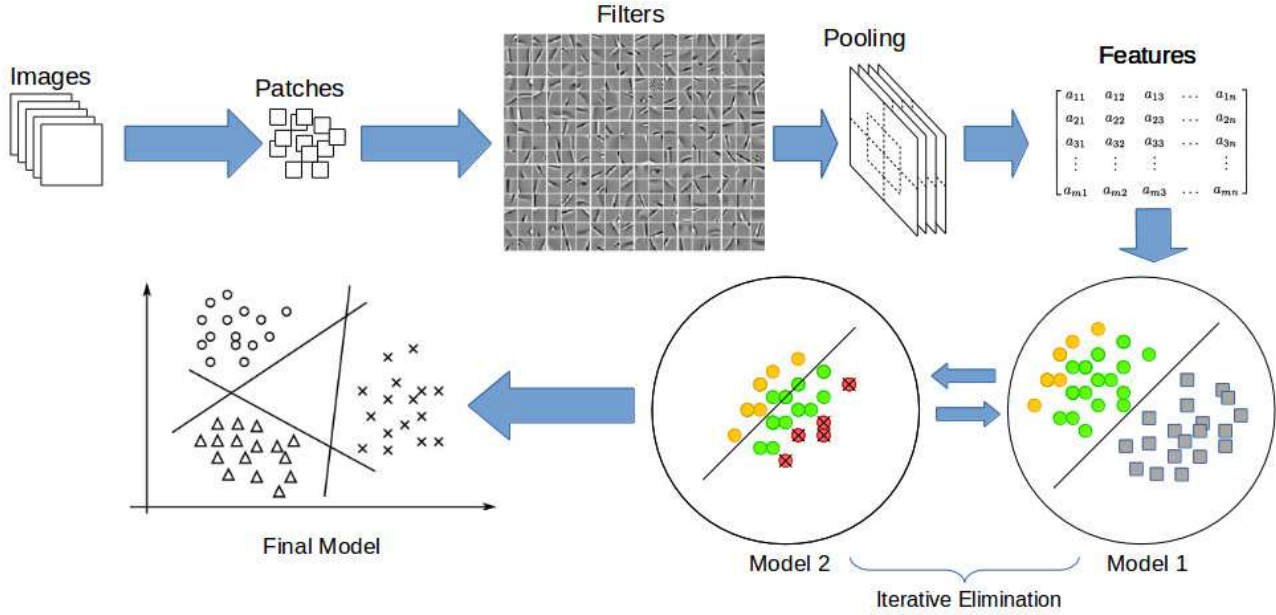 Images
Patches
Filters
Pooling
Features
a11 a12 a13 ... a1n
a21 a22 a23 ... a2n
a31 a32 a33 ... a3n
⋮ ⋮ ⋮ ⋮
am1 am2 am3 ... amn
Final Model
Model 2
Model 1
Iterative Elimination